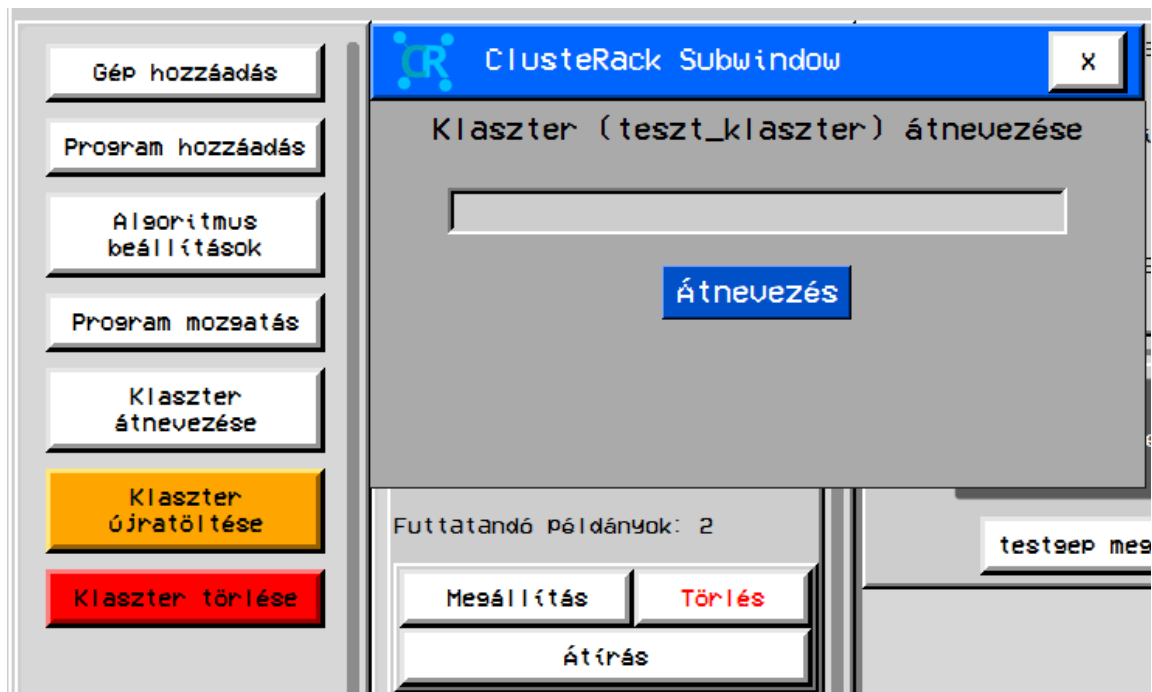 Gép hozzáadás
Program hozzáadás
Algoritmus
beállítások
Program mozgatás
Klaszter
átnevezése
Klaszter
újratöltése
Klaszter törlése
CR
ClusteRack Subwindow
x
Klaszter (teszt_klaszter) átnevezése
Átnevezés
Futtatandó példányok: 2
Megállítás
Törlés
Átírás
testgep